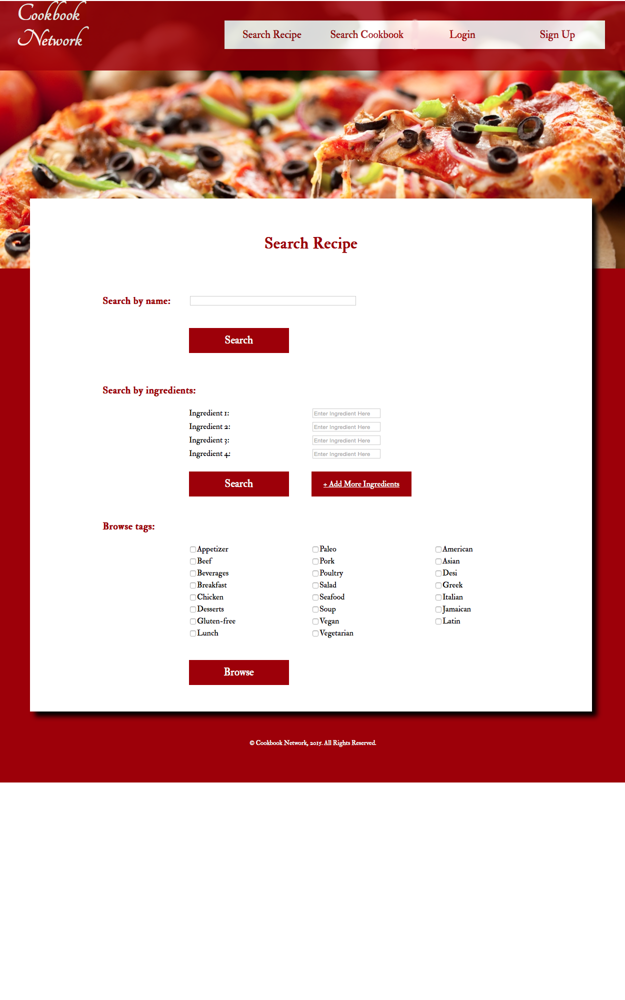 Cookbook
Network
Search Recipe Search Cookbook Login Sign Up
Search Recipe
Search by name:
Search
Search by ingredients:
Ingredient 1: Enter Ingredient Here
Ingredient 2: Enter Ingredient Here
Ingredient 3: Enter Ingredient Here
Ingredient 4: Enter Ingredient Here
Search + Add More Ingredients
Browse tags:
Appetizer Paleo American
Beef Pork Asian
Beverages Poultry Desi
Breakfast Salad Greek
Chicken Seafood Italian
Desserts Soup Jamaican
Gluten-free Vegan Latin
Lunch Vegetarian
Browse
© Cookbook Network, 2015. All Rights Reserved.